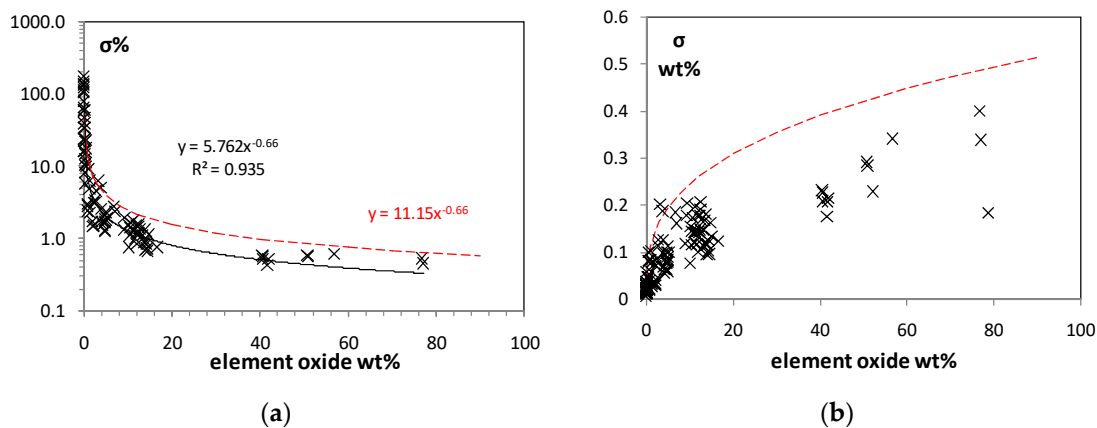 1000.0
100.0
10.0
1.0
0.1
σ%
y = 5.762x^-0.66
R² = 0.935
y = 11.15x^-0.66
0 20 40 60 80 100
element oxide wt%
(a)
0.6
0.5
0.4
0.3
0.2
0.1
0
σ
wt%
0 20 40 60 80 100
element oxide wt%
(b)